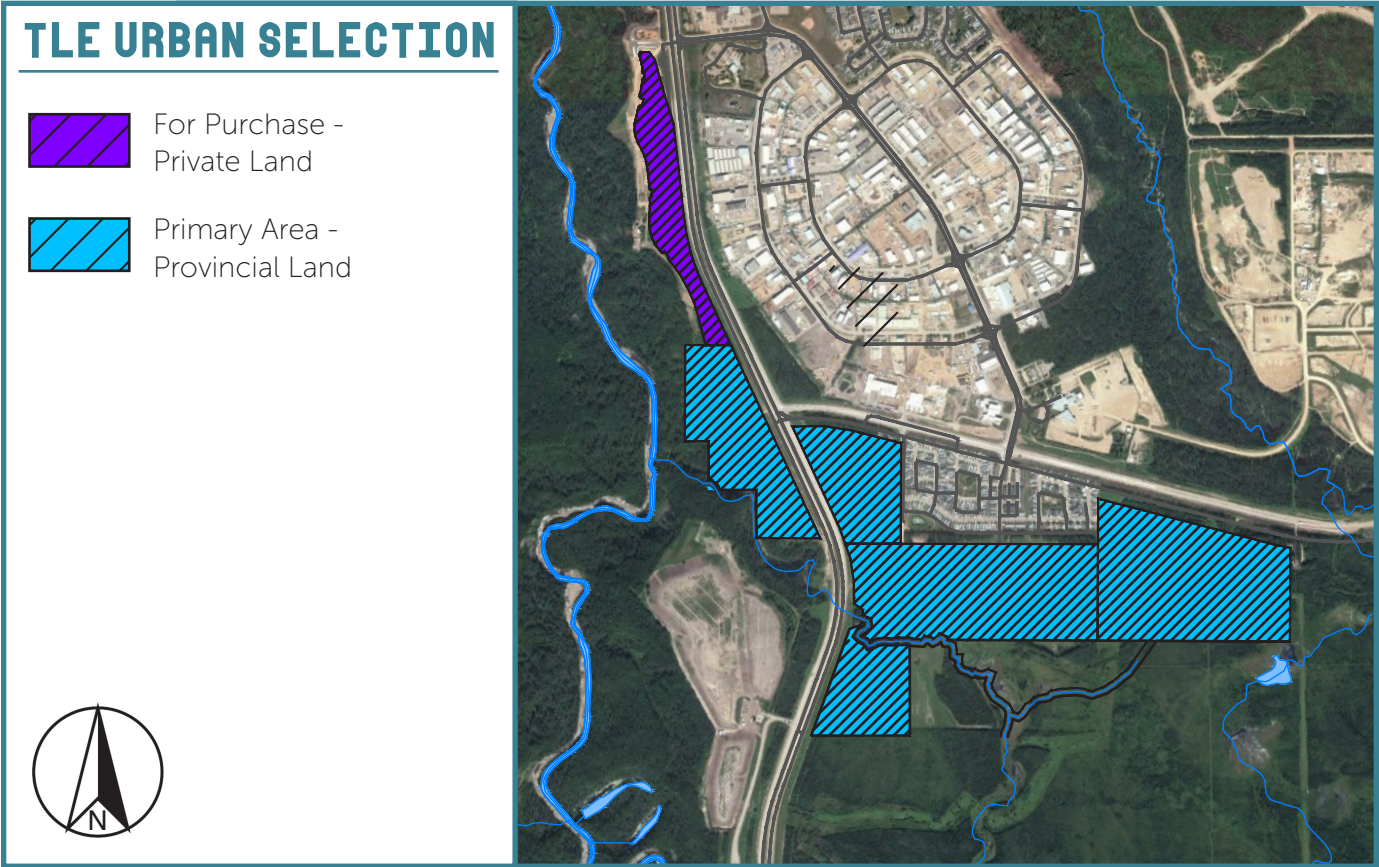 TLE URBAN SELECTION
For Purchase -
Private Land
Primary Area -
Provincial Land
N